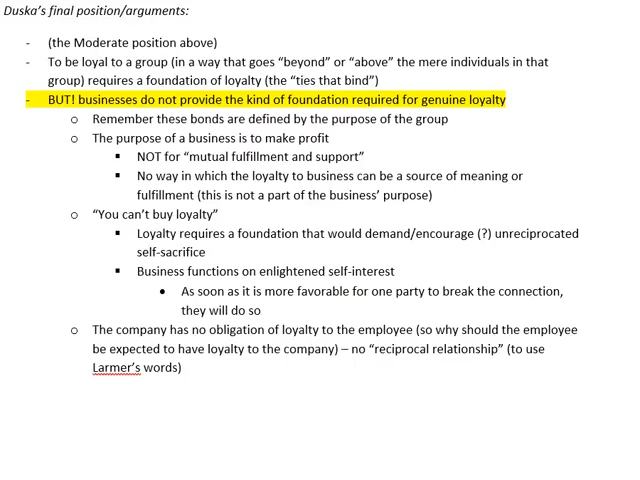 Duska's final position/arguments:
- (the Moderate position above)
- To be loyal to a group (in a way that goes “beyond” or “above” the mere individuals in that
group) requires a foundation of loyalty (the “ties that bind”)
- BUT! businesses do not provide the kind of foundation required for genuine loyalty
o Remember these bonds are defined by the purpose of the group
o The purpose of a business is to make profit
▪ NOT for “mutual fulfillment and support”
▪ No way in which the loyalty to business can be a source of meaning or
fulfillment (this is not a part of the business’ purpose)
o “You can’t buy loyalty”
▪ Loyalty requires a foundation that would demand/encourage (?) unreciprocated
self-sacrifice
▪ Business functions on enlightened self-interest
• As soon as it is more favorable for one party to break the connection,
they will do so
o The company has no obligation of loyalty to the employee (so why should the employee
be expected to have loyalty to the company) – no “reciprocal relationship” (to use
Larmer’s words)